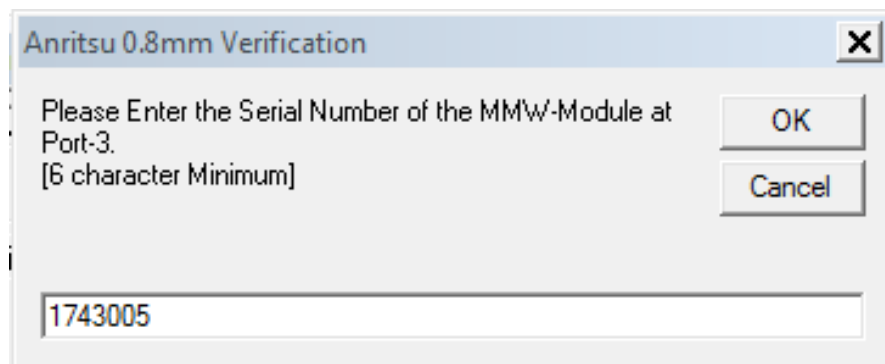 Anritsu 0.8mm Verification
Please Enter the Serial Number of the MMW-Module at
Port-3.
[6 character Minimum]
OK
Cancel
1743005